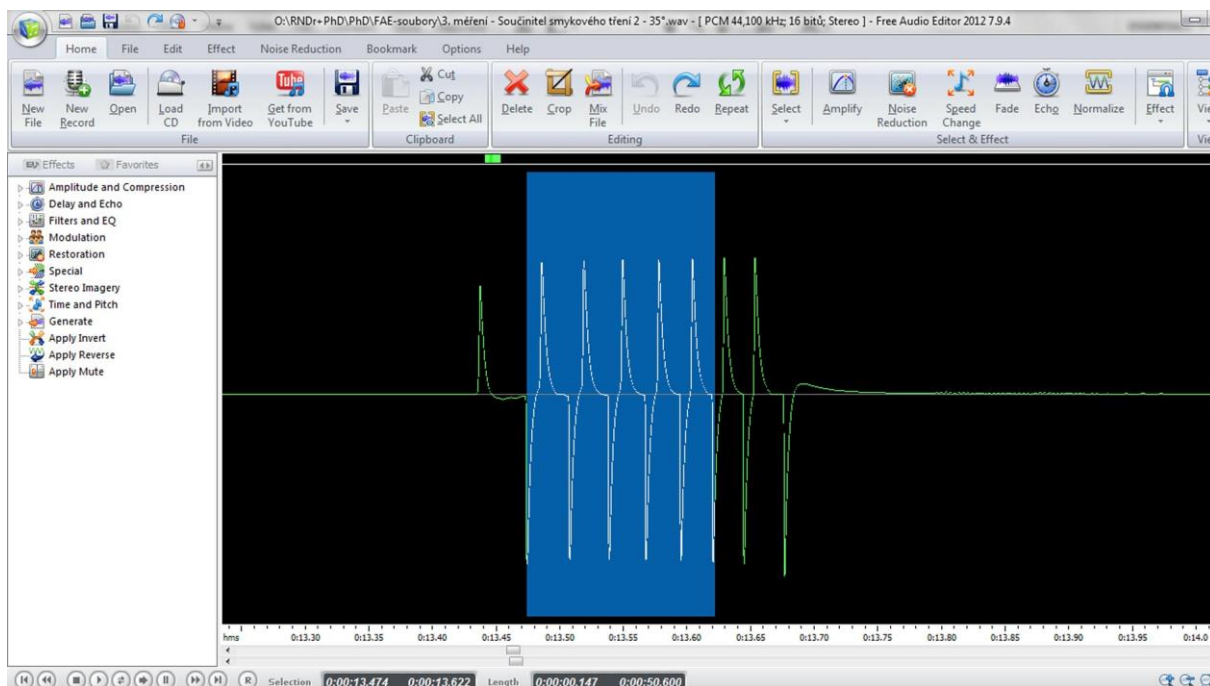 O:\RNDr+PhD\PhD\FAE-soubory\3. měření - Součinitel smykového tření 2 - 35°.wav - [ PCM 44,100 kHz; 16 bitů; Stereo ] - Free Audio Editor 2012 7.9.4
Home File Edit Effect Noise Reduction Bookmark Options Help
New File
New Record
Open
Load CD
Import from Video
You Tube
Get from YouTube
Save
File
Paste
Cut
Copy
Select All
Clipboard
Delete
Crop
Mix File
Undo
Redo
Repeat
Editing
Select
Amplify
Noise Reduction
Speed Change
Fade
Echo
Normalize
Effect
Select & Effect
Effects Favorites
Amplitude and Compression
Delay and Echo
Filters and EQ
Modulation
Restoration
Special
Stereo Imagery
Time and Pitch
Generate
Apply Invert
Apply Reverse
Apply Mute
hms 0:13.30 0:13.35 0:13.40 0:13.45 0:13.50 0:13.55 0:13.60 0:13.65 0:13.70 0:13.75 0:13.80 0:13.85 0:13.90 0:13.95 0:14.0
R Selection 0:00:13.474 0:00:13.622 Length 0:00:00.147 0:00:50.600